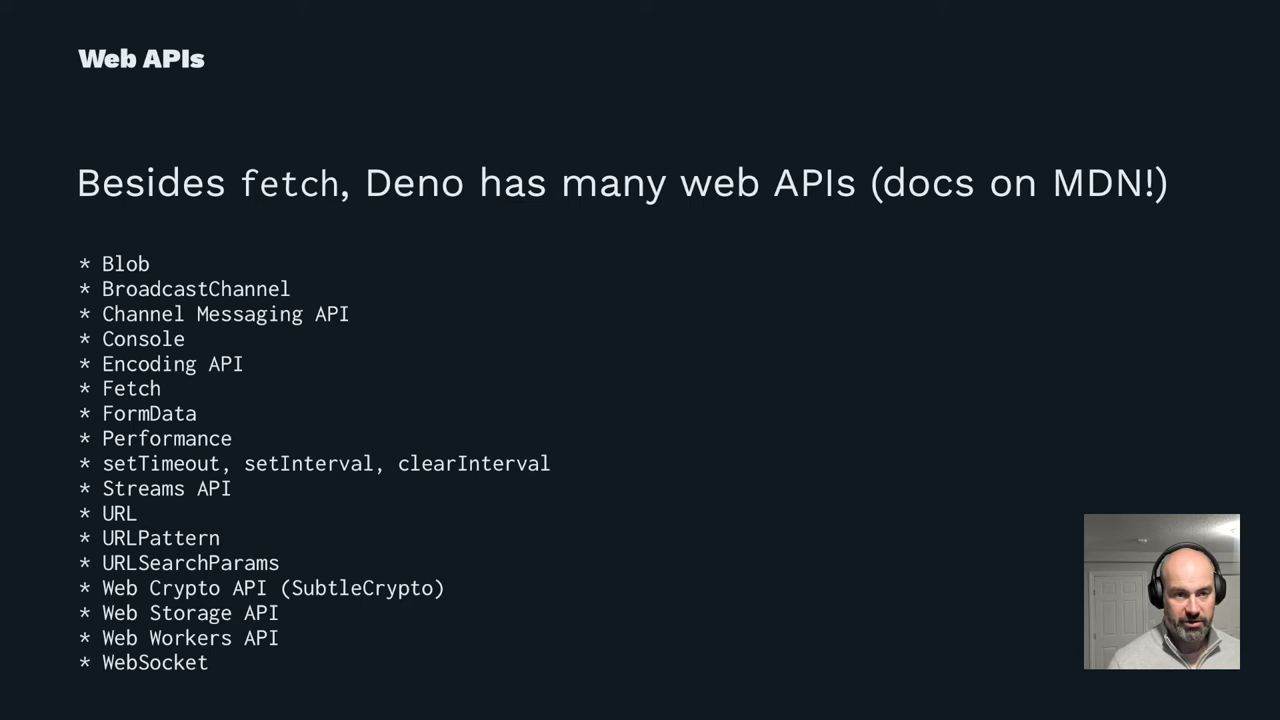 Web APIs
Besides fetch, Deno has many web APIs (docs on MDN!)
* Blob
* BroadcastChannel
* Channel Messaging API
* Console
* Encoding API
* Fetch
* FormData
* Performance
* setTimeout, setInterval, clearInterval
* Streams API
* URL
* URLPattern
* URLSearchParams
* Web Crypto API (SubtleCrypto)
* Web Storage API
* Web Workers API
* WebSocket